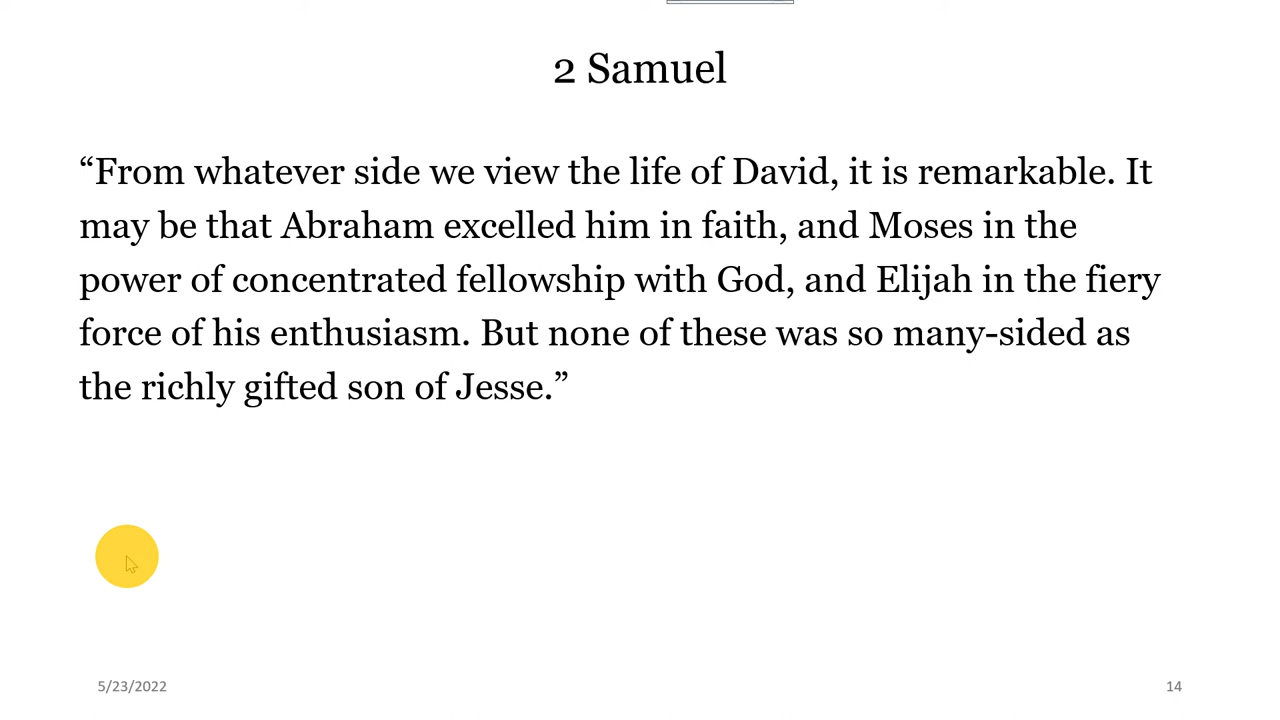 2 Samuel
“From whatever side we view the life of David, it is remarkable. It
may be that Abraham excelled him in faith, and Moses in the
power of concentrated fellowship with God, and Elijah in the fiery
force of his enthusiasm. But none of these was so many-sided as
the richly gifted son of Jesse.”
5/23/2022
14